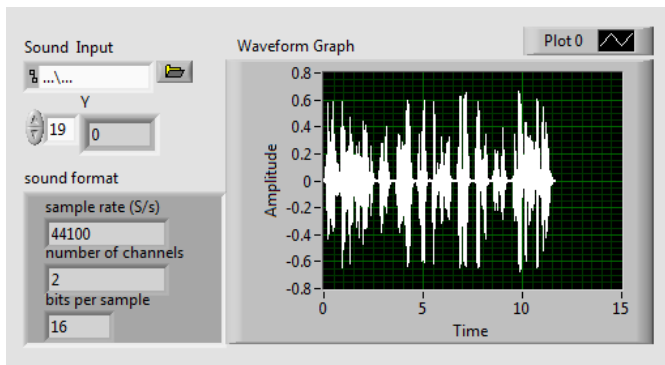 Sound Input
...\...
Y
19
0
sound format
sample rate (S/s)
44100
number of channels
2
bits per sample
16
Waveform Graph
Plot 0
Amplitude
0.8
0.6
0.4
0.2
0
-0.2
-0.4
-0.6
-0.8
0 5 10 15
Time